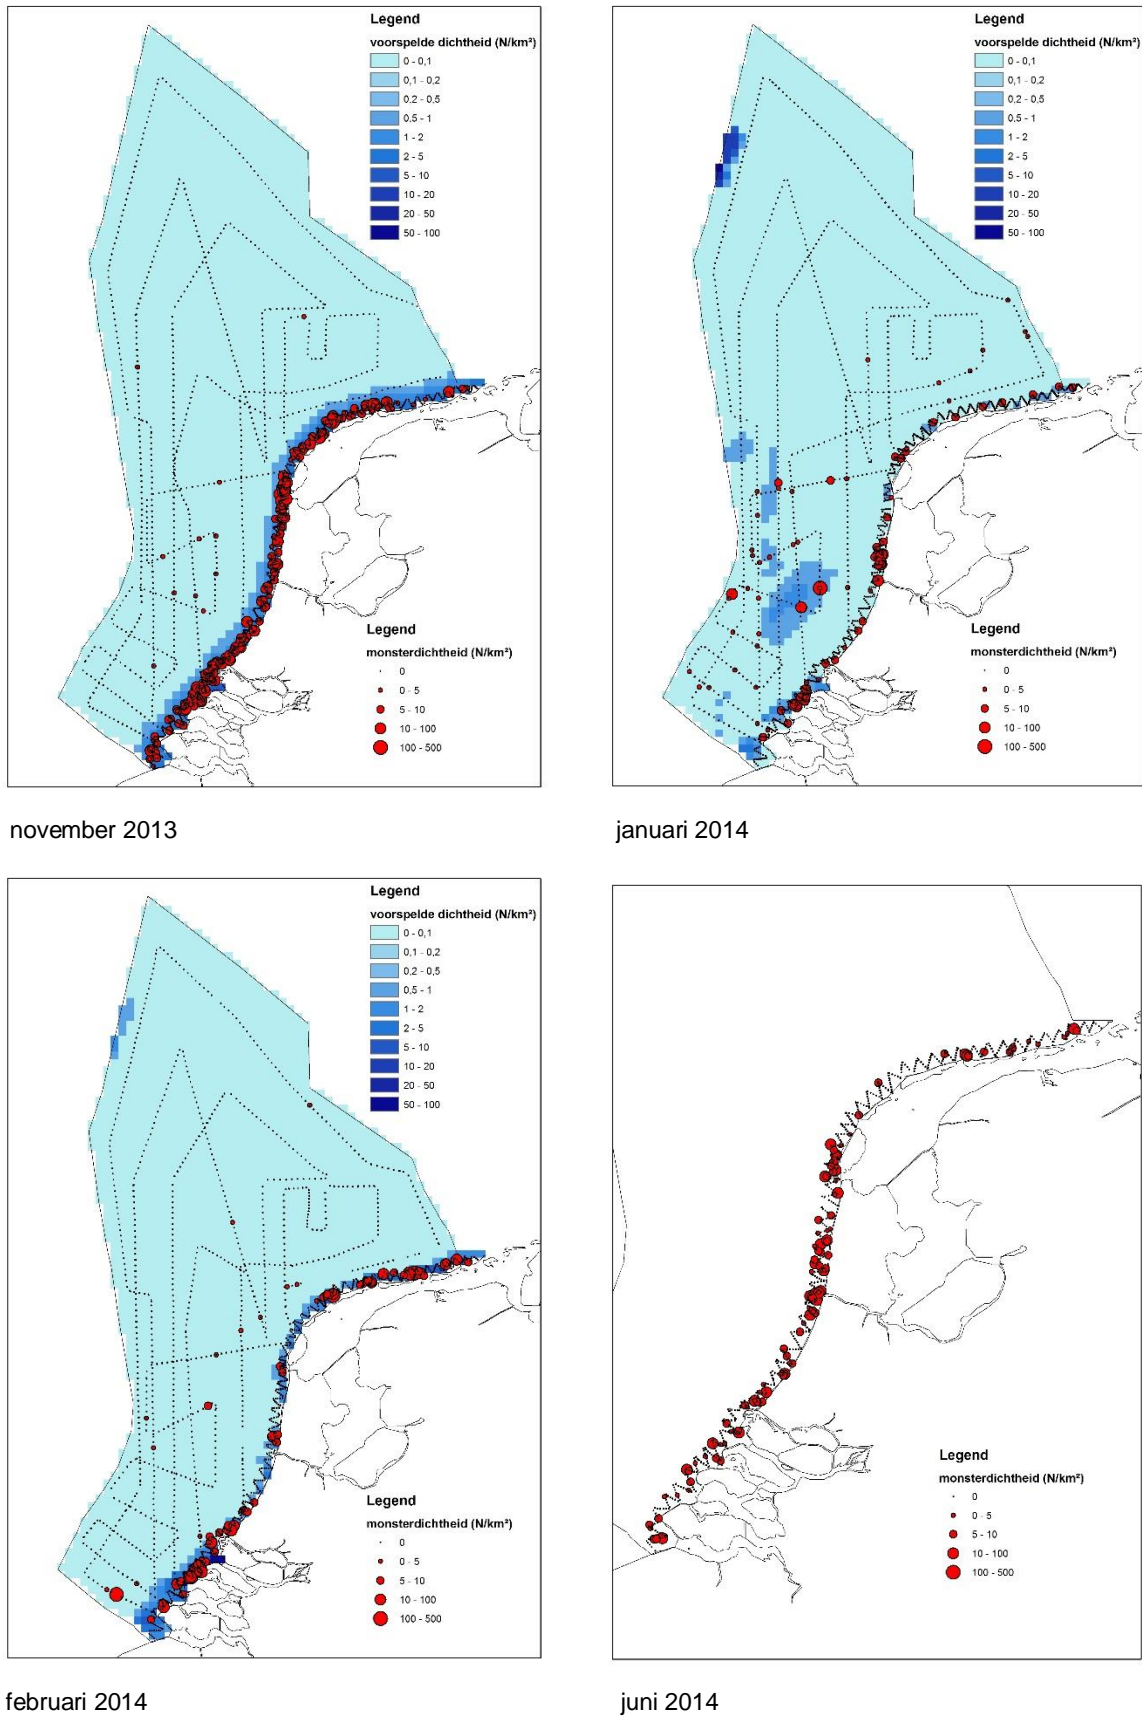 Legend
voorspelde dichtheid (N/km²)
0 - 0,1
0,1 - 0,2
0,2 - 0,5
0,5 - 1
1 - 2
2 - 5
5 - 10
10 - 20
20 - 50
50 - 100
Legend
monsterdichtheid (N/km²)
0
0 - 5
5 - 10
10 - 100
100 - 500
november 2013
Legend
voorspelde dichtheid (N/km²)
0 - 0,1
0,1 - 0,2
0,2 - 0,5
0,5 - 1
1 - 2
2 - 5
5 - 10
10 - 20
20 - 50
50 - 100
Legend
monsterdichtheid (N/km²)
0
0 - 5
5 - 10
10 - 100
100 - 500
januari 2014
Legend
voorspelde dichtheid (N/km²)
0 - 0,1
0,1 - 0,2
0,2 - 0,5
0,5 - 1
1 - 2
2 - 5
5 - 10
10 - 20
20 - 50
50 - 100
Legend
monsterdichtheid (N/km²)
0
0 - 5
5 - 10
10 - 100
100 - 500
februari 2014
Legend
monsterdichtheid (N/km²)
0
0 - 5
5 - 10
10 - 100
100 - 500
juni 2014